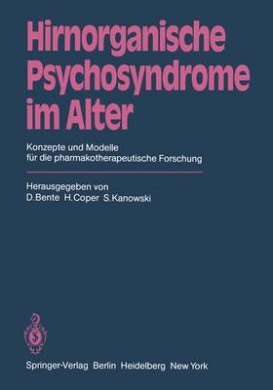 Hirnorganische
Psychosyndrome
im Alter
Konzepte und Modelle
für die pharmakotherapeutische Forschung
Herausgegeben von
D. Bente H. Coper S. Kanowski
Springer-Verlag Berlin Heidelberg New York